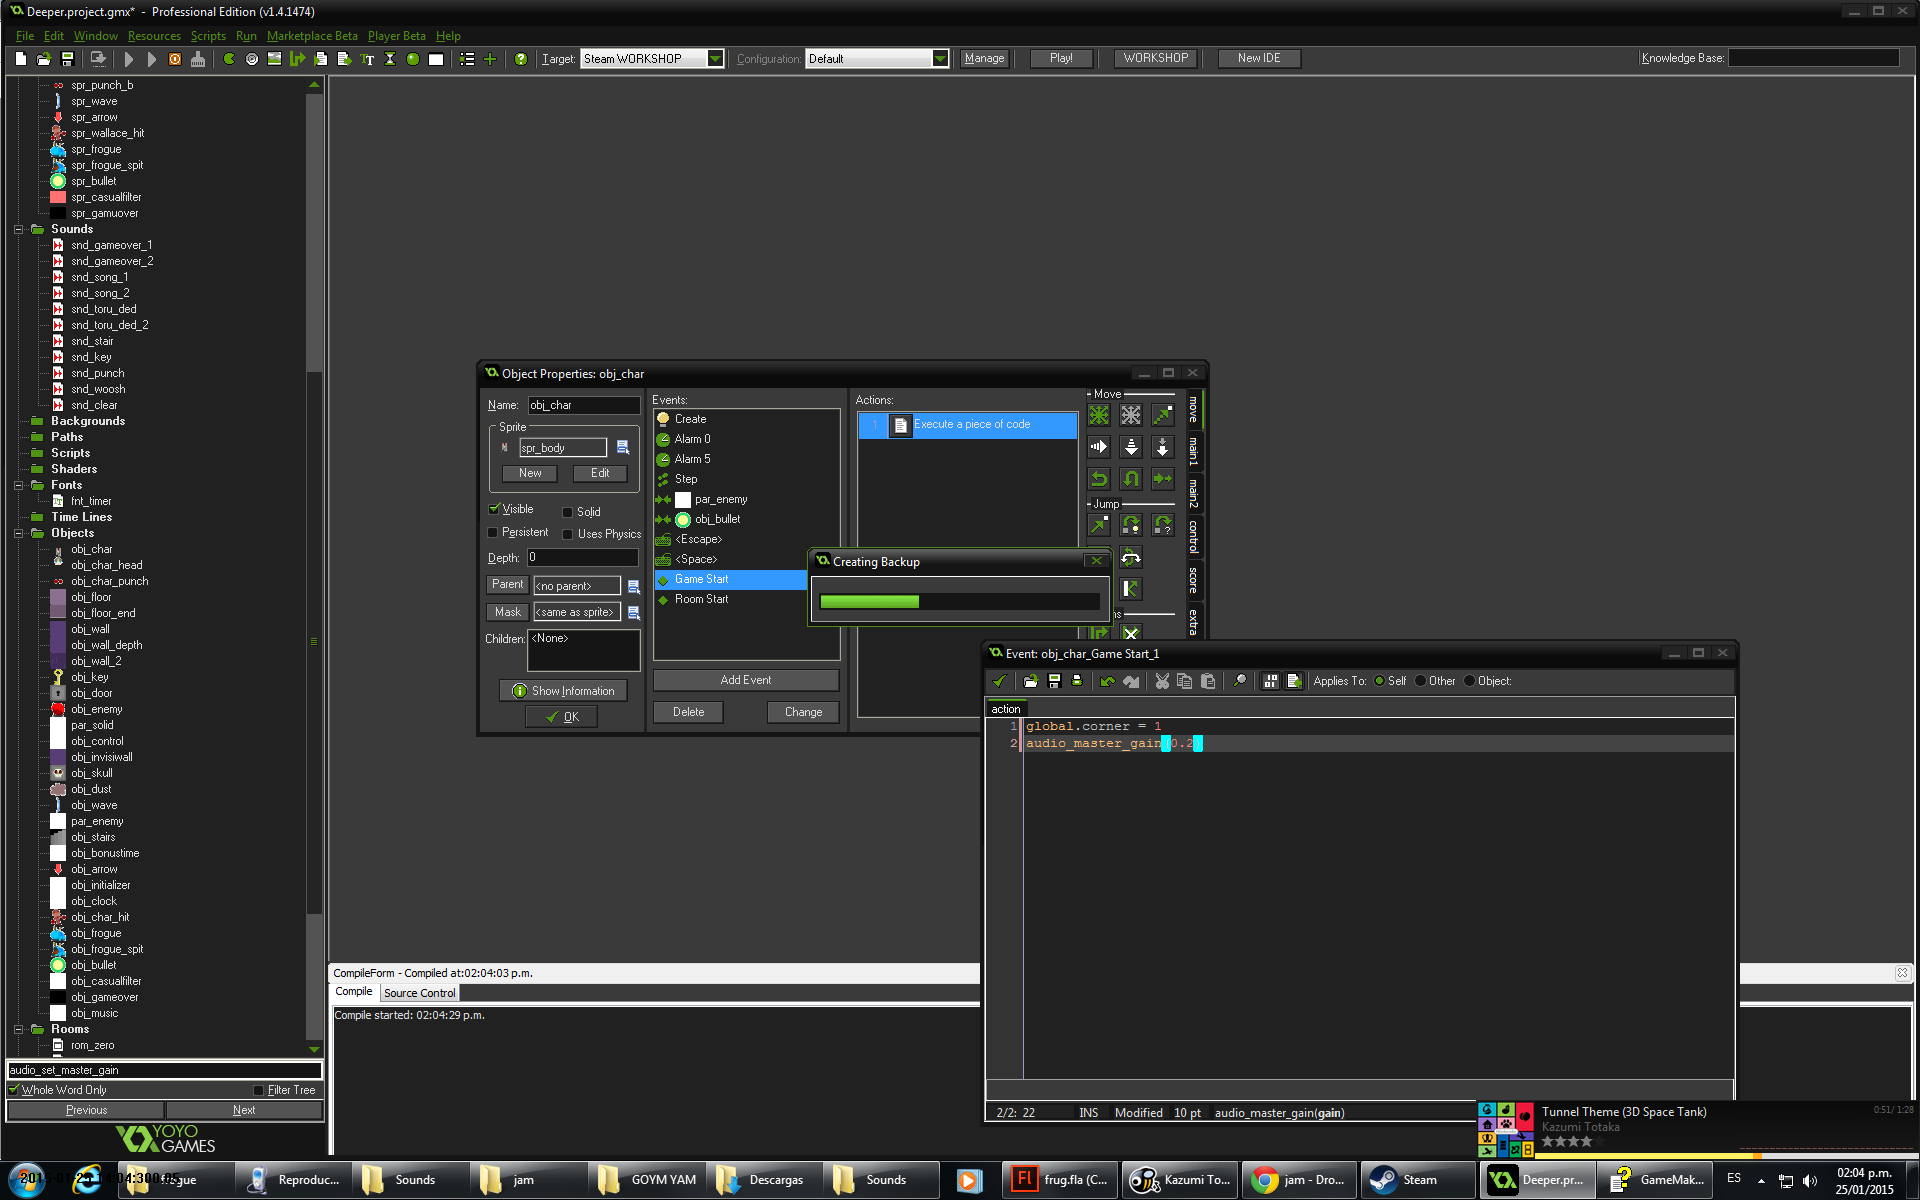 Deeper.project.gmx* - Professional Edition (v1.4.1474)
File Edit Window Resources Scripts Run Marketplace Beta Player Beta Help
Target: Steam WORKSHOP Configuration: Default Manage Play! WORKSHOP New IDE Knowledge Base:
spr_punch_b
spr_wave
spr_arrow
spr_wallace_hit
spr_frogue
spr_frogue_spit
spr_bullet
spr_casualfilter
spr_gamuover
Sounds
snd_gameover_1
snd_gameover_2
snd_song_1
snd_song_2
snd_toru_ded
snd_toru_ded_2
snd_stair
snd_key
snd_punch
snd_woosh
snd_clear
Backgrounds
Paths
Scripts
Shaders
Fonts
fnt_timer
Time Lines
Objects
obj_char
obj_char_head
obj_char_punch
obj_floor
obj_floor_end
obj_wall
obj_wall_depth
obj_wall_2
obj_key
obj_door
obj_enemy
par_solid
obj_control
obj_invisiwall
obj_skull
obj_dust
obj_wave
par_enemy
obj_stairs
obj_bonustime
obj_arrow
obj_initializer
obj_clock
obj_char_hit
obj_frogue
obj_frogue_spit
obj_bullet
obj_casualfilter
obj_gameover
obj_music
Rooms
rom_zero
audio_set_master_gain
Whole Word Only Filter Tree
Previous Next
YOYO
GAMES
Object Properties: obj_char
Name: obj_char
Sprite
spr_body
New Edit
Visible Solid
Persistent Uses Physics
Depth: 0
Parent <no parent>
Mask <same as sprite>
Children: <None>
Show Information
OK
Events:
Create
Alarm 0
Alarm 5
Step
par_enemy
obj_bullet
<Escape>
<Space>
Game Start
Room Start
Add Event
Delete Change
Actions:
1 Execute a piece of code
Move
Jump
move
main1
main2
control
score
extra
Creating Backup
Event: obj_char_Game Start_1
Applies To: Self Other Object:
action
1 global.corner = 1
2 audio_master_gain(0.2)
2/2: 22 INS Modified 10 pt audio_master_gain(gain)
CompileForm - Compiled at:02:04:03 p.m.
Compile Source Control
Compile started: 02:04:29 p.m.
Tunnel Theme (3D Space Tank) 0:51/ 1:28
Kazumi Totaka
Reproduc... Sounds jam GOYM YAM Descargas Sounds frug.fla (C... Kazumi To... jam - Dro... Steam Deeper.pr... GameMak... ES 02:04 p.m.
25/01/2015